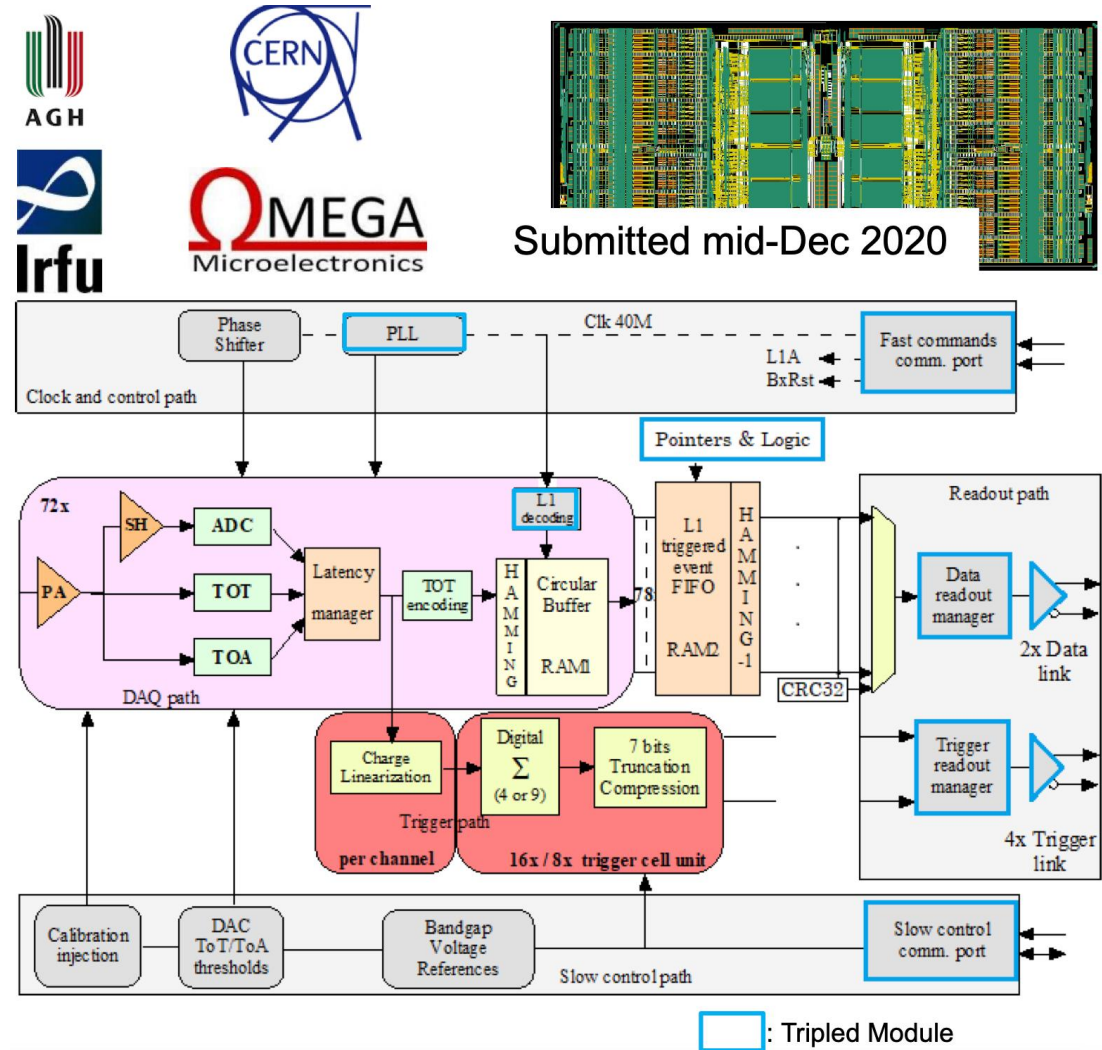 AGH
CERN
Irfu
ΩMEGA
Microelectronics
Submitted mid-Dec 2020
Phase
Shifter
PLL
Clk 40M
Fast commands
comm. port
L1A
BxRst
Clock and control path
Pointers & Logic
72x
SH
ADC
PA
TOT
TOA
Latency
manager
TOT
encoding
L1
decoding
HAMMING
Circular
Buffer
RAM1
DAQ path
78x
L1
triggered
event
FIFO
RAM2
HAMMING-1
CRC32
Readout path
Data
readout
manager
2x Data
link
Trigger
readout
manager
4x Trigger
link
Charge
Linearization
Digital
Σ
(4 or 9)
7 bits
Truncation
Compression
Trigger path
per channel
16x / 8x trigger cell unit
Calibration
injection
DAC
ToT/ToA
thresholds
Bandgap
Voltage
References
Slow control path
Slow control
comm. port
: Tripled Module